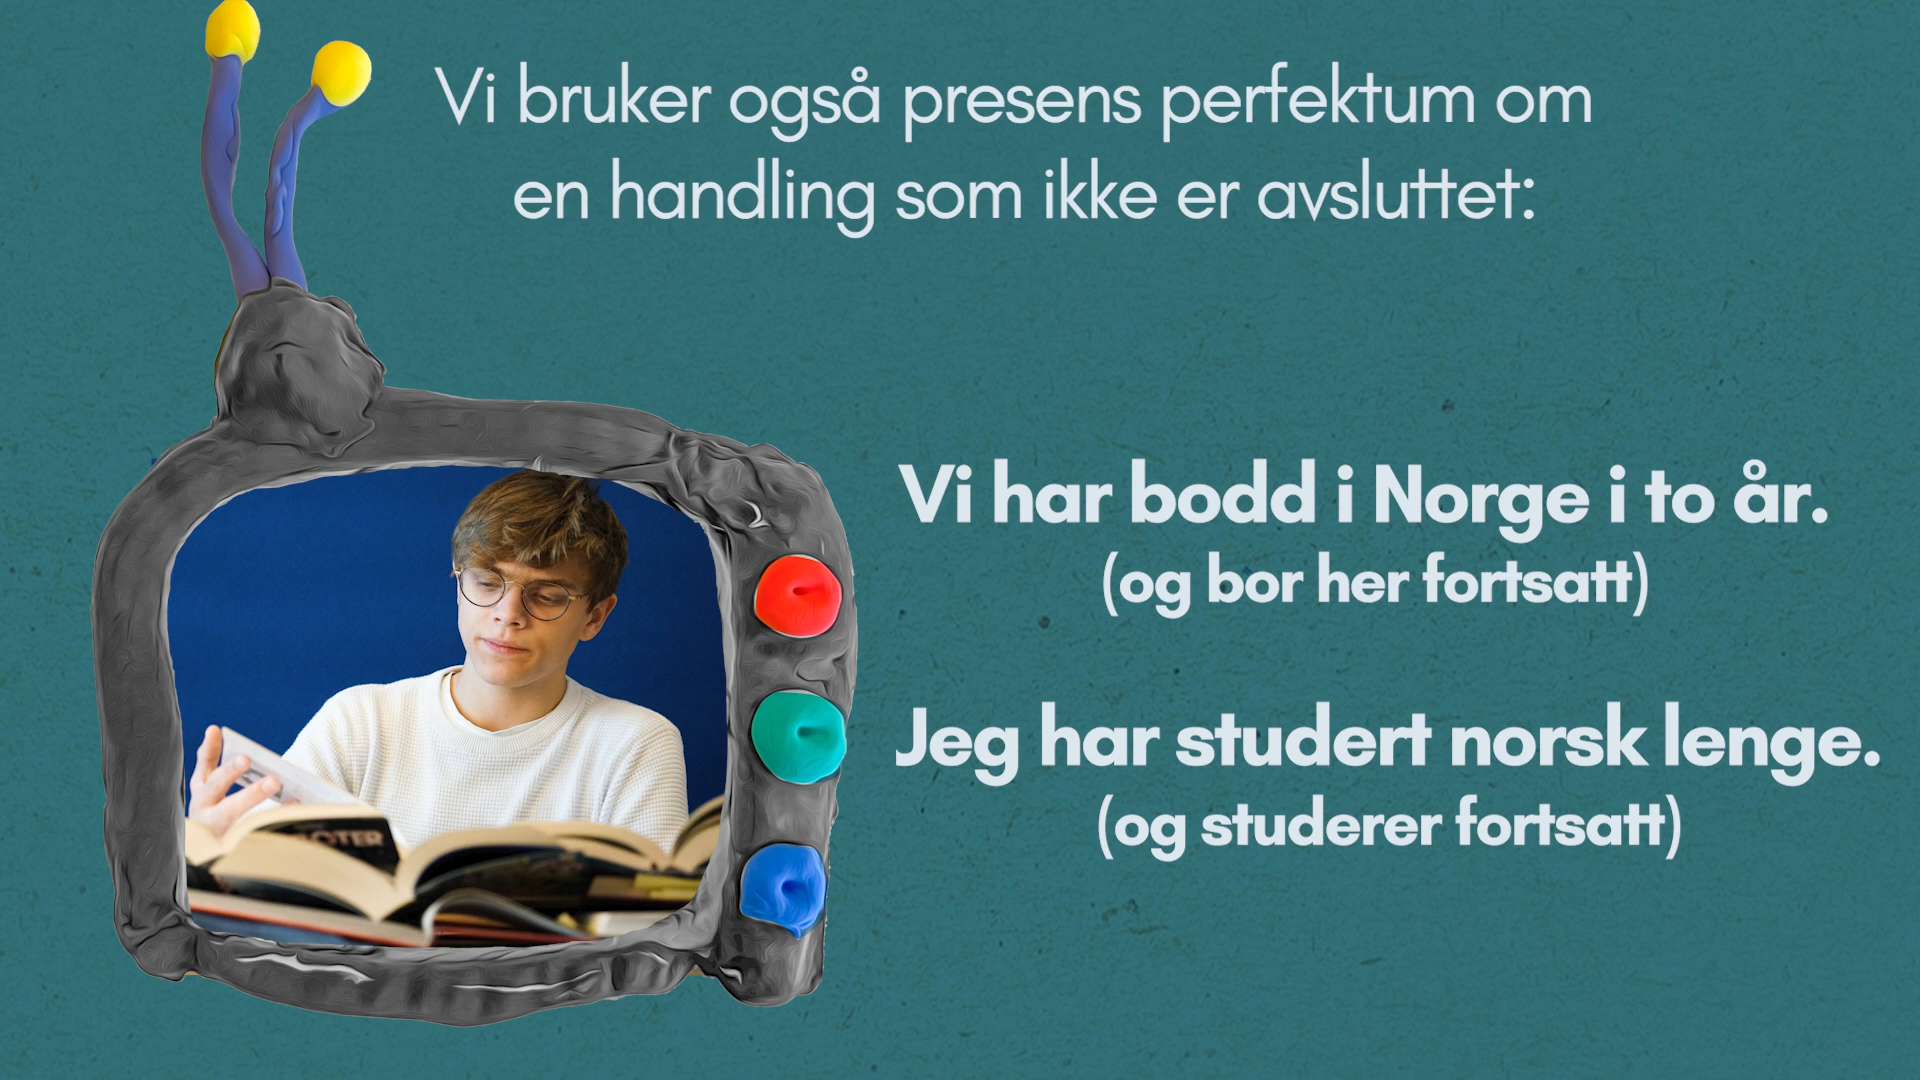 Vi bruker også presens perfektum om
en handling som ikke er avsluttet:
Vi har bodd i Norge i to år.
(og bor her fortsatt)
Jeg har studert norsk lenge.
(og studerer fortsatt)